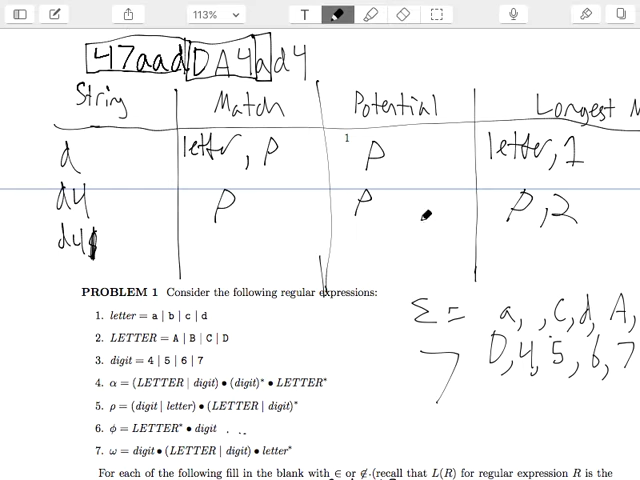 113%
T
47aadDA4ad4
String Match Potential Longest M
d letter, ρ 1 ρ letter, 1
d4 ρ ρ ρ, 2
d4
PROBLEM 1 Consider the following regular expressions:
1. letter = a | b | c | d
2. LETTER = A | B | C | D
3. digit = 4 | 5 | 6 | 7
4. α = (LETTER | digit) • (digit)* • LETTER*
5. ρ = (digit | letter) • (LETTER | digit)*
6. ϕ = LETTER* • digit
7. ω = digit • (LETTER | digit) • letter*
Σ = a, , C, d, A,
D, 4, 5, 6, 7
For each of the following fill in the blank with ∈ or ∉ (recall that L(R) for regular expression R is the